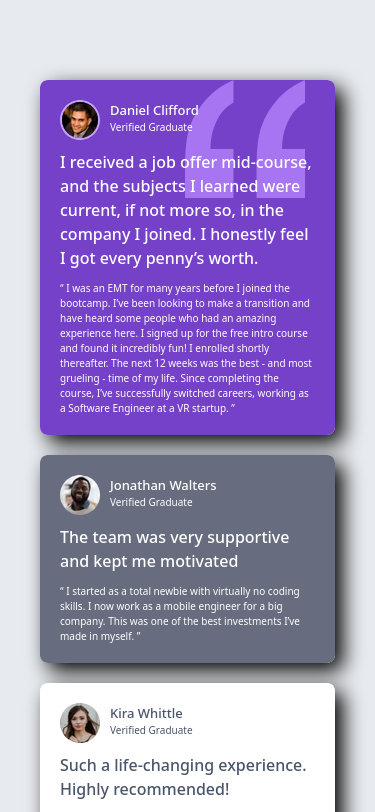 Daniel Clifford
Verified Graduate
I received a job offer mid-course,
and the subjects I learned were
current, if not more so, in the
company I joined. I honestly feel
I got every penny’s worth.
“ I was an EMT for many years before I joined the
bootcamp. I’ve been looking to make a transition and
have heard some people who had an amazing
experience here. I signed up for the free intro course
and found it incredibly fun! I enrolled shortly
thereafter. The next 12 weeks was the best - and most
grueling - time of my life. Since completing the
course, I’ve successfully switched careers, working as
a Software Engineer at a VR startup. ”
Jonathan Walters
Verified Graduate
The team was very supportive
and kept me motivated
“ I started as a total newbie with virtually no coding
skills. I now work as a mobile engineer for a big
company. This was one of the best investments I’ve
made in myself. ”
Kira Whittle
Verified Graduate
Such a life-changing experience.
Highly recommended!